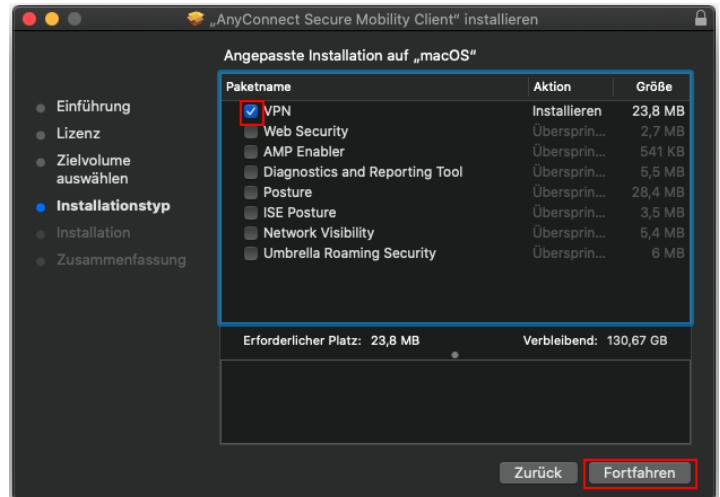 „AnyConnect Secure Mobility Client“ installieren
Angepasste Installation auf „macOS“
Einführung
Lizenz
Zielvolume
auswählen
Installationstyp
Installation
Zusammenfassung
Paketname Aktion Größe
VPN Installieren 23,8 MB
Web Security Übersprin... 2,7 MB
AMP Enabler Übersprin... 541 KB
Diagnostics and Reporting Tool Übersprin... 5,5 MB
Posture Übersprin... 28,4 MB
ISE Posture Übersprin... 3,5 MB
Network Visibility Übersprin... 5,4 MB
Umbrella Roaming Security Übersprin... 6 MB
Erforderlicher Platz: 23,8 MB Verbleibend: 130,67 GB
Zurück Fortfahren